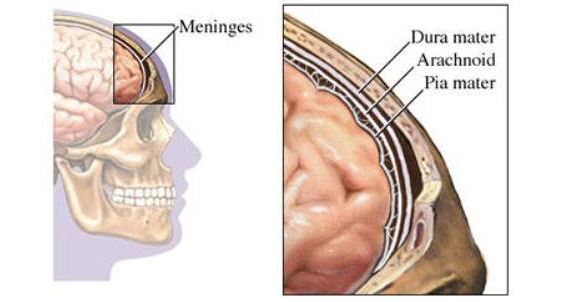 Meninges
Dura mater
Arachnoid
Pia mater